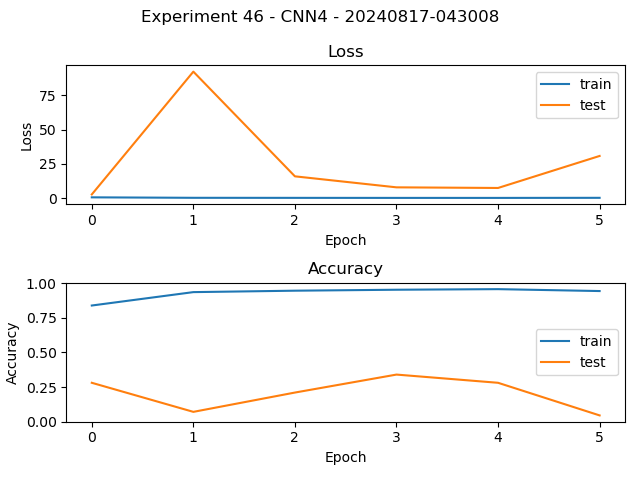 Experiment 46 - CNN4 - 20240817-043008
Loss
75
50
25
0
Loss
train
test
0 1 2 3 4 5
Epoch
Accuracy
1.00
0.75
0.50
0.25
0.00
Accuracy
train
test
0 1 2 3 4 5
Epoch